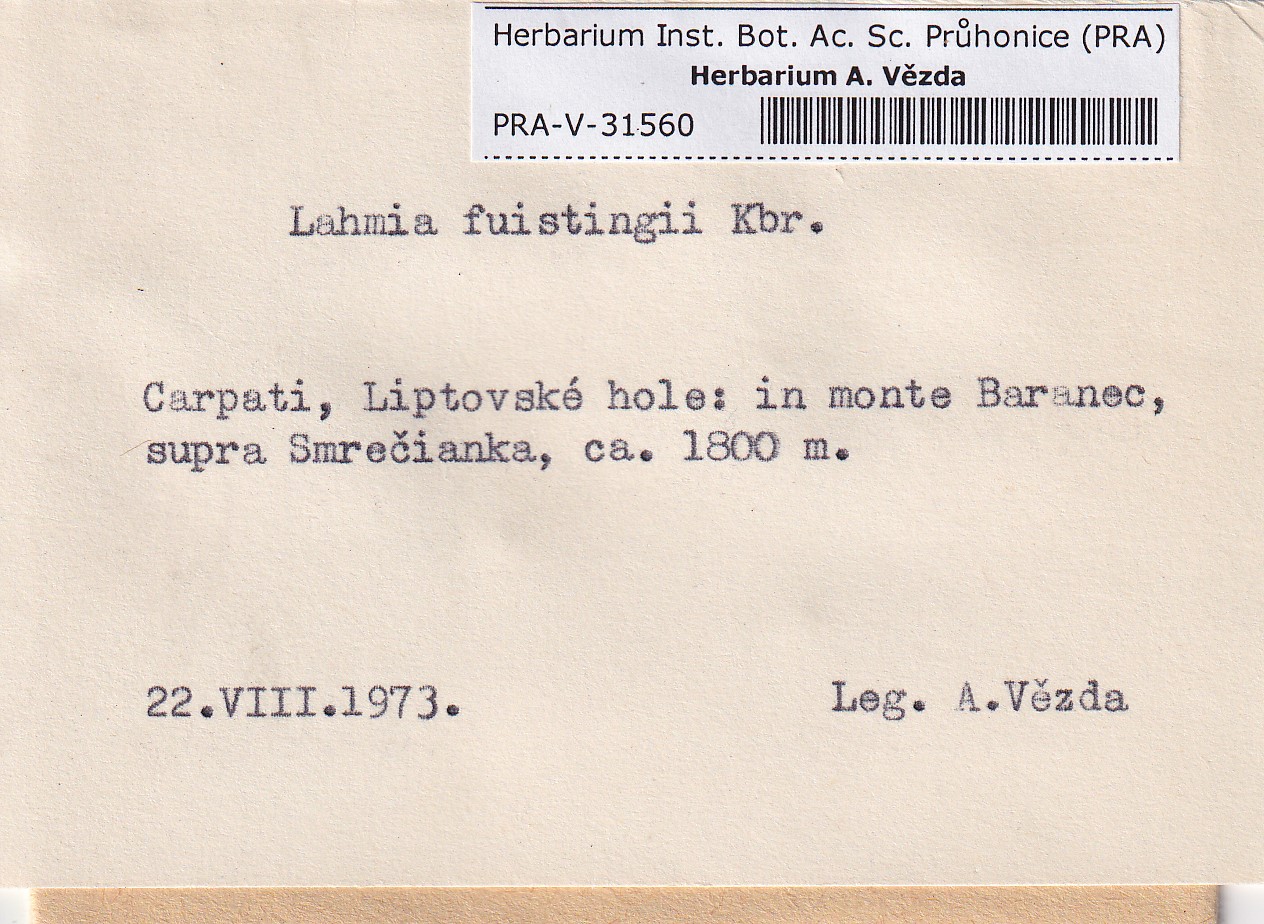 Herbarium Inst. Bot. Ac. Sc. Průhonice (PRA)
Herbarium A. Vězda
PRA-V-31560
Lahmia fuistingii Kbr.
Carpati, Liptovské hole: in monte Baranec,
supra Smrečianka, ca. 1800 m.
22.VIII.1973.
Leg. A.Vězda